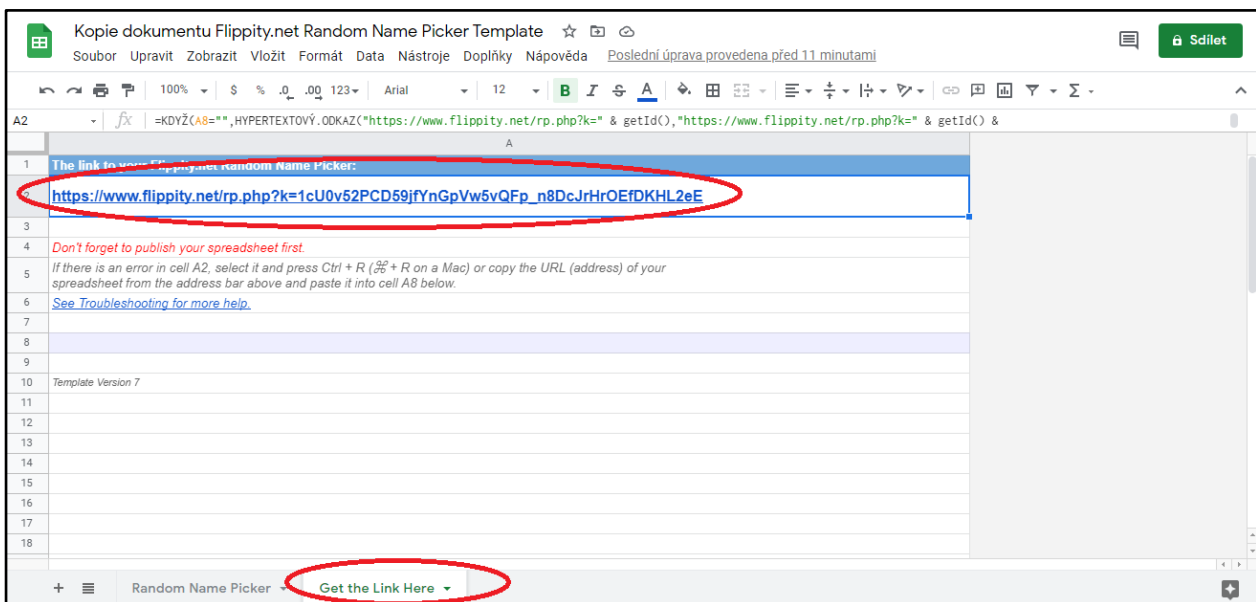 Kopie dokumentu Flippity.net Random Name Picker Template
Soubor Upravit Zobrazit Vložit Formát Data Nástroje Doplňky Nápověda Poslední úprava provedena před 11 minutami
Sdílet
100% $ % .0 .00 123 Arial 12 B I S A
A2 fx =KDYŽ(A8="",HYPERTEXTOVÝ.ODKAZ("https://www.flippity.net/rp.php?k=" & getId(),"https://www.flippity.net/rp.php?k=" & getId() &
A
1 The link to your Flippity.net Random Name Picker:
2 https://www.flippity.net/rp.php?k=1cU0v52PCD59jfYnGpVw5vQFp_n8DcJrHrOEfDKHL2eE
3
4 Don't forget to publish your spreadsheet first.
5 If there is an error in cell A2, select it and press Ctrl + R (⌘ + R on a Mac) or copy the URL (address) of your
spreadsheet from the address bar above and paste it into cell A8 below.
6 See Troubleshooting for more help.
7
8
9
10 Template Version 7
11
12
13
14
15
16
17
18
Random Name Picker Get the Link Here